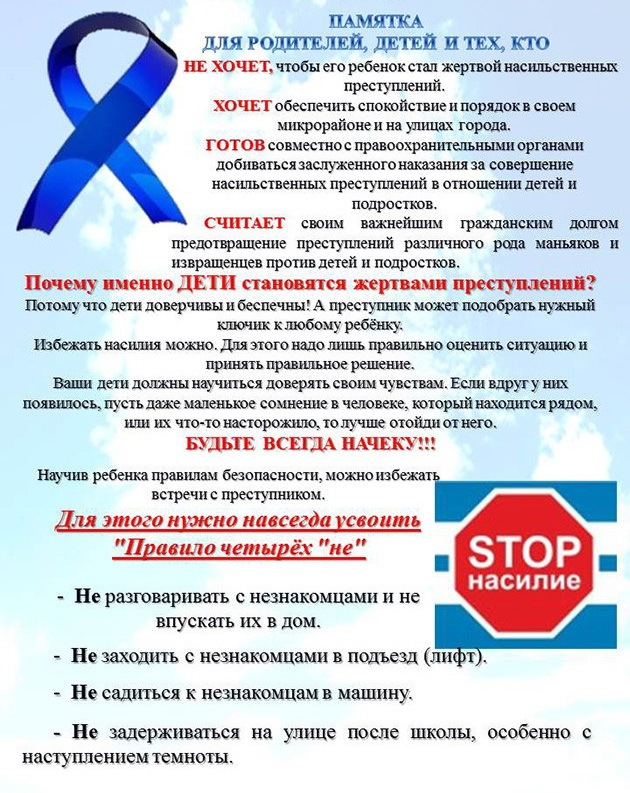 ПАМЯТКА
ДЛЯ РОДИТЕЛЕЙ, ДЕТЕЙ И ТЕХ, КТО
НЕ ХОЧЕТ, чтобы его ребенок стал жертвой насильственных
преступлений.
ХОЧЕТ обеспечить спокойствие и порядок в своем
микрорайоне и на улицах города.
ГОТОВ совместно с правоохранительными органами
добиваться заслуженного наказания за совершение
насильственных преступлений в отношении детей и
подростков.
СЧИТАЕТ своим важнейшим гражданским долгом
предотвращение преступлений различного рода маньяков и
извращенцев против детей и подростков.
Почему именно ДЕТИ становятся жертвами преступлений?
Потому что дети доверчивы и беспечны! А преступник может подобрать нужный
ключик к любому ребёнку.
Избежать насилия можно. Для этого надо лишь правильно оценить ситуацию и
принять правильное решение.
Ваши дети должны научиться доверять своим чувствам. Если вдруг у них
появилось, пусть даже маленькое сомнение в человеке, который находится рядом,
или их что-то насторожило, то лучше отойди от него.
БУДЬТЕ ВСЕГДА НАЧЕКУ!!!
Научив ребенка правилам безопасности, можно избежать
встречи с преступником.
Для этого нужно навсегда усвоить
"Правило четырёх "не"
STOP
насилие
- Не разговаривать с незнакомцами и не
впускать их в дом.
- Не заходить с незнакомцами в подъезд (лифт).
- Не садиться к незнакомцам в машину.
- Не задерживаться на улице после школы, особенно с
наступлением темноты.